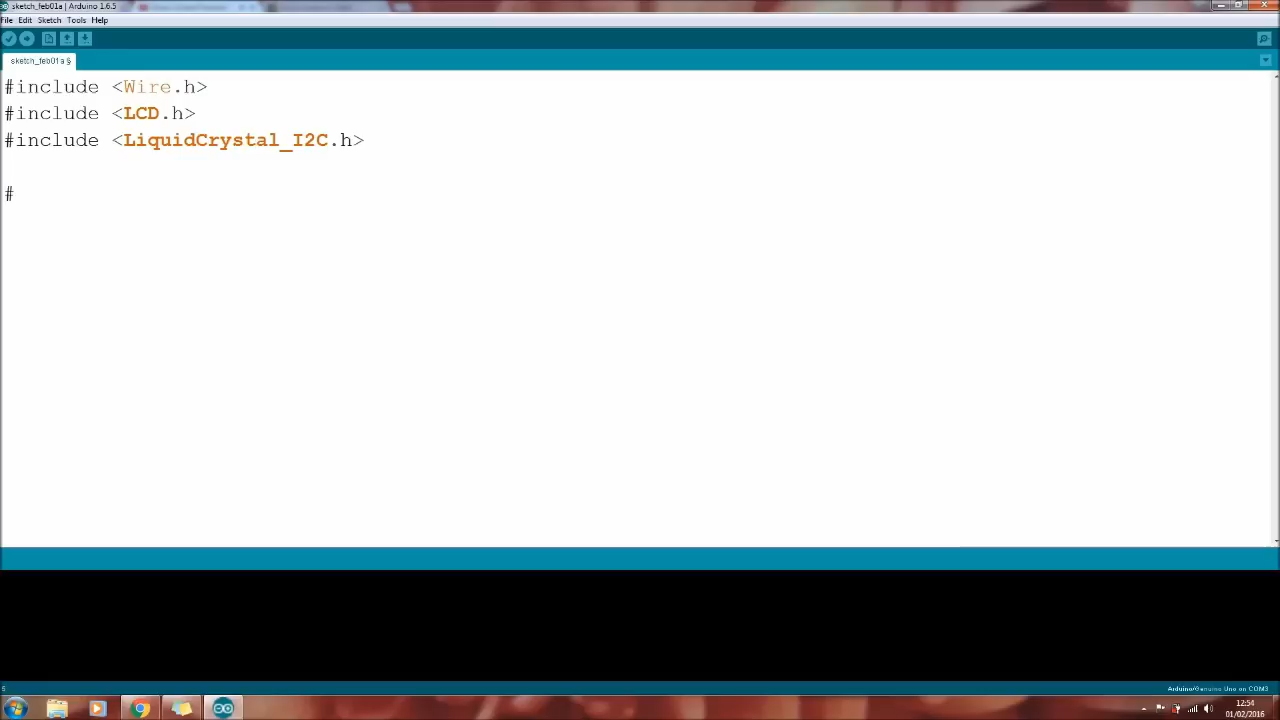 sketch_feb01a | Arduino 1.6.5
File Edit Sketch Tools Help
sketch_feb01a §
#include <Wire.h>
#include <LCD.h>
#include <LiquidCrystal_I2C.h>
#
5
Arduino/Genuino Uno on COM3
12:54
01/02/2016